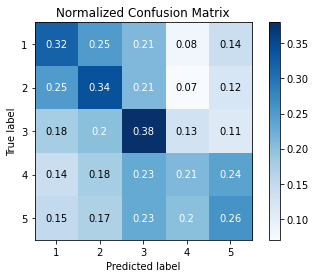 Normalized Confusion Matrix
True label
1 0.32 0.25 0.21 0.08 0.14
2 0.25 0.34 0.21 0.07 0.12
3 0.18 0.2 0.38 0.13 0.11
4 0.14 0.18 0.23 0.21 0.24
5 0.15 0.17 0.23 0.2 0.26
1 2 3 4 5
Predicted label
0.35
0.30
0.25
0.20
0.15
0.10